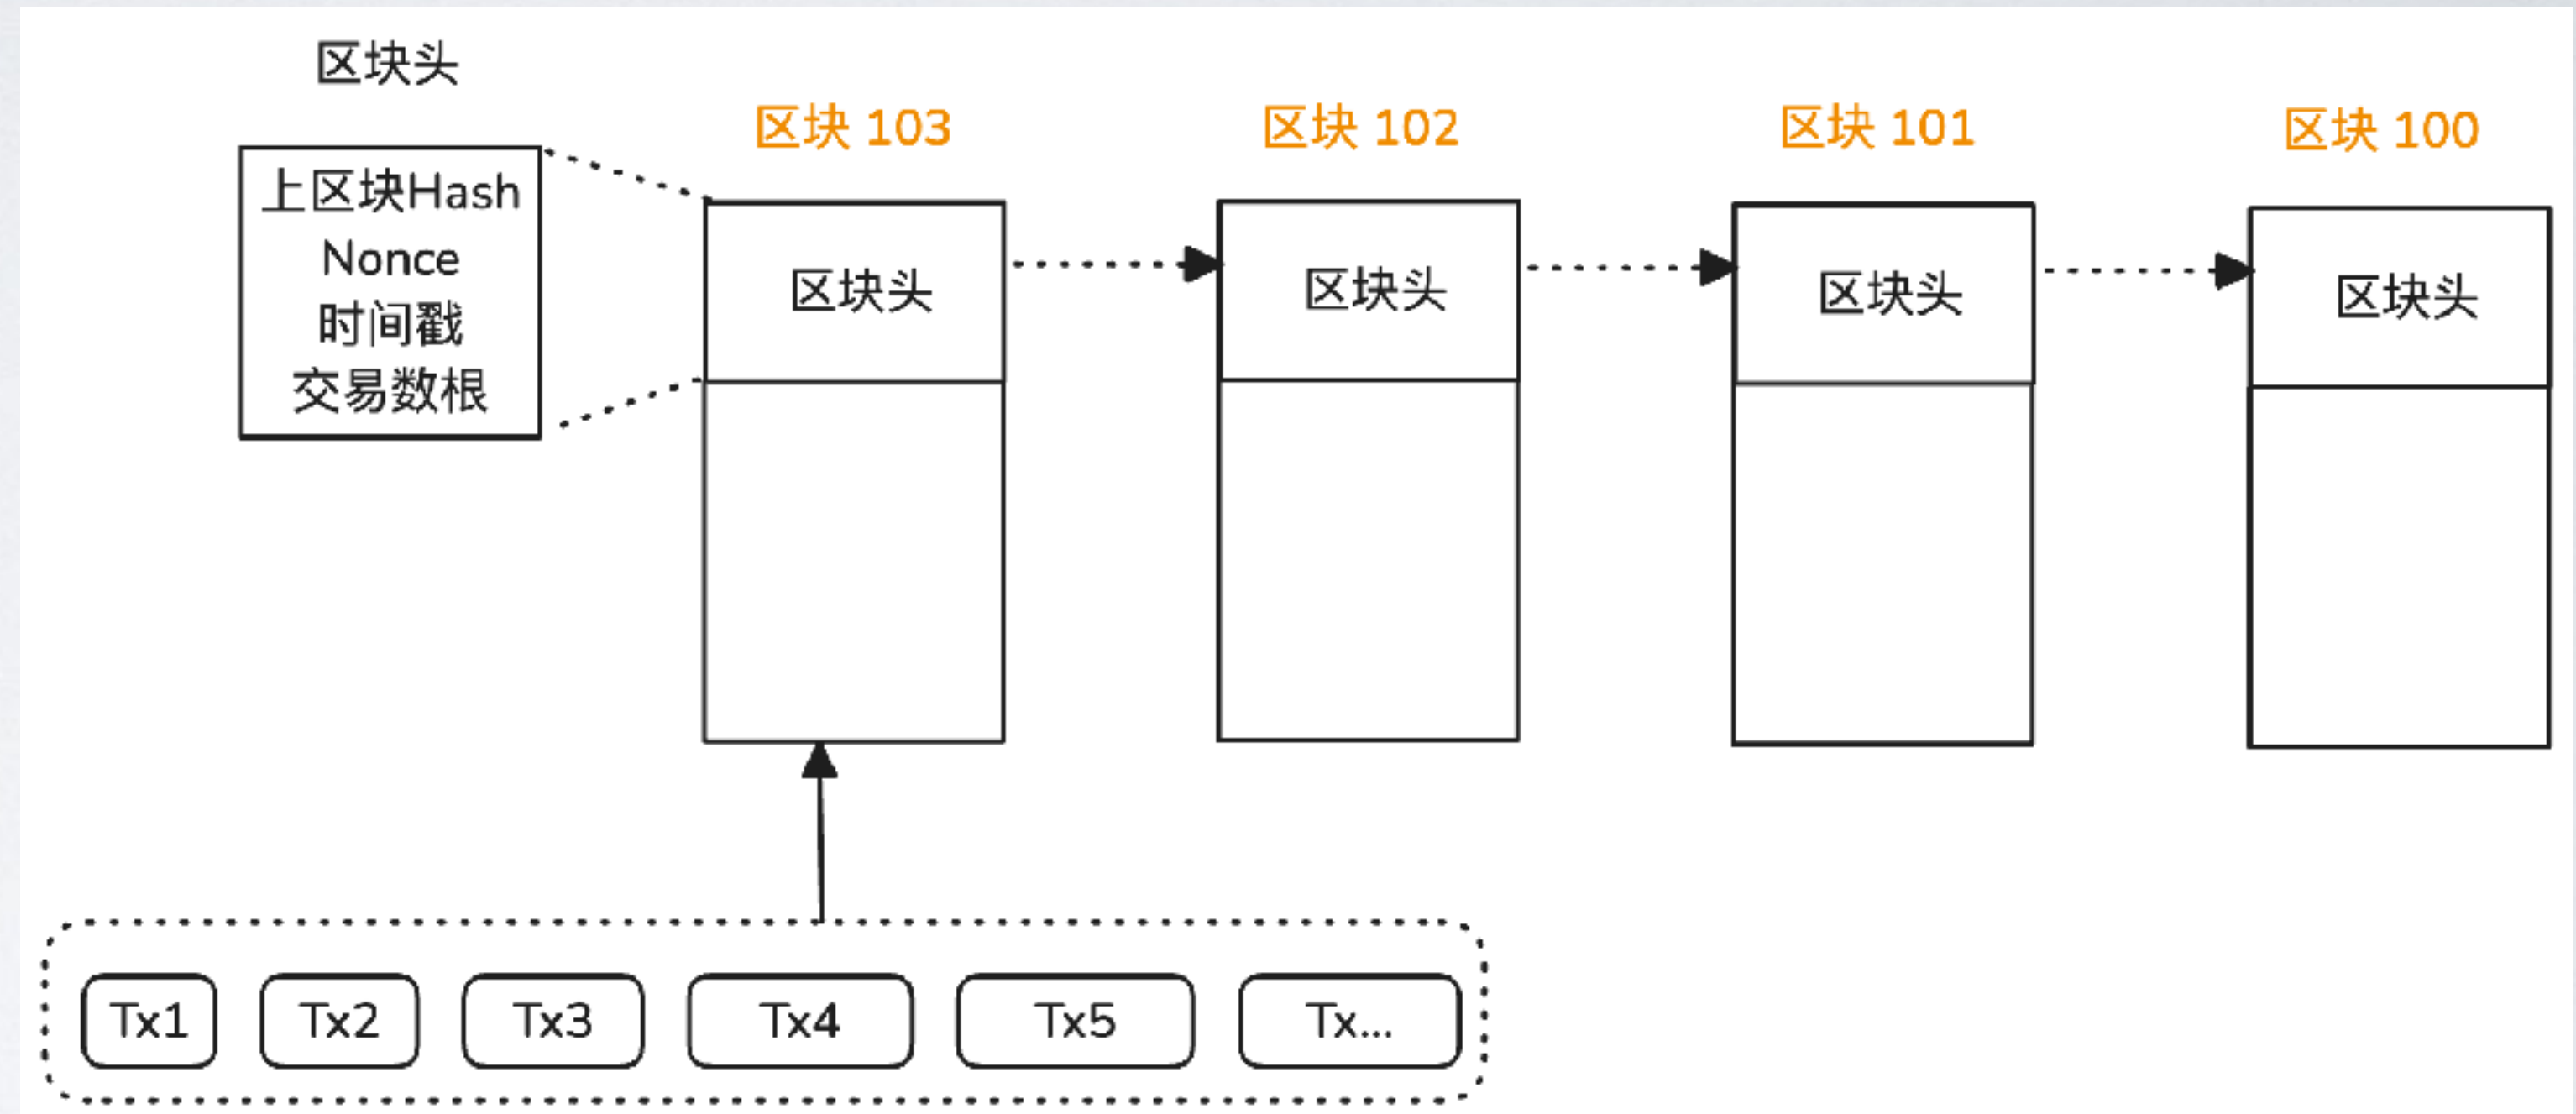 区块头
区块 103
区块 102
区块 101
区块 100
上区块Hash
Nonce
时间戳
交易数根
区块头
区块头
区块头
区块头
Tx1
Tx2
Tx3
Tx4
Tx5
Tx...